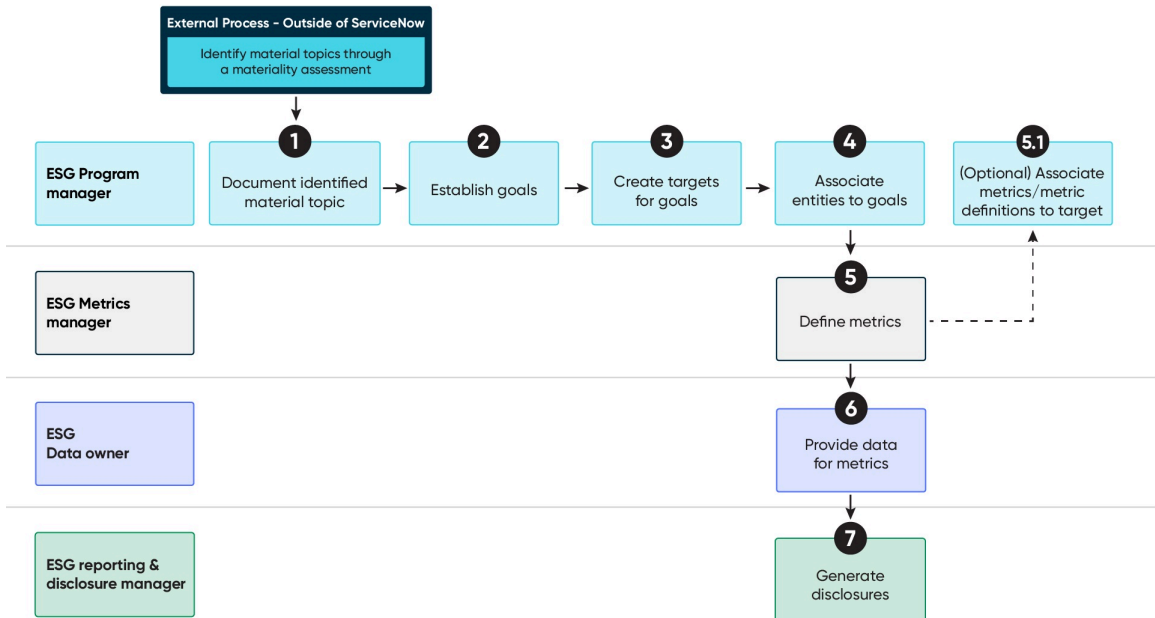 External Process - Outside of ServiceNow
Identify material topics through
a materiality assessment
ESG Program
manager
1
Document identified
material topic
2
Establish goals
3
Create targets
for goals
4
Associate
entities to goals
5.1
(Optional) Associate
metrics/metric
definitions to target
ESG Metrics
manager
5
Define metrics
ESG
Data owner
6
Provide data
for metrics
ESG reporting &
disclosure manager
7
Generate
disclosures